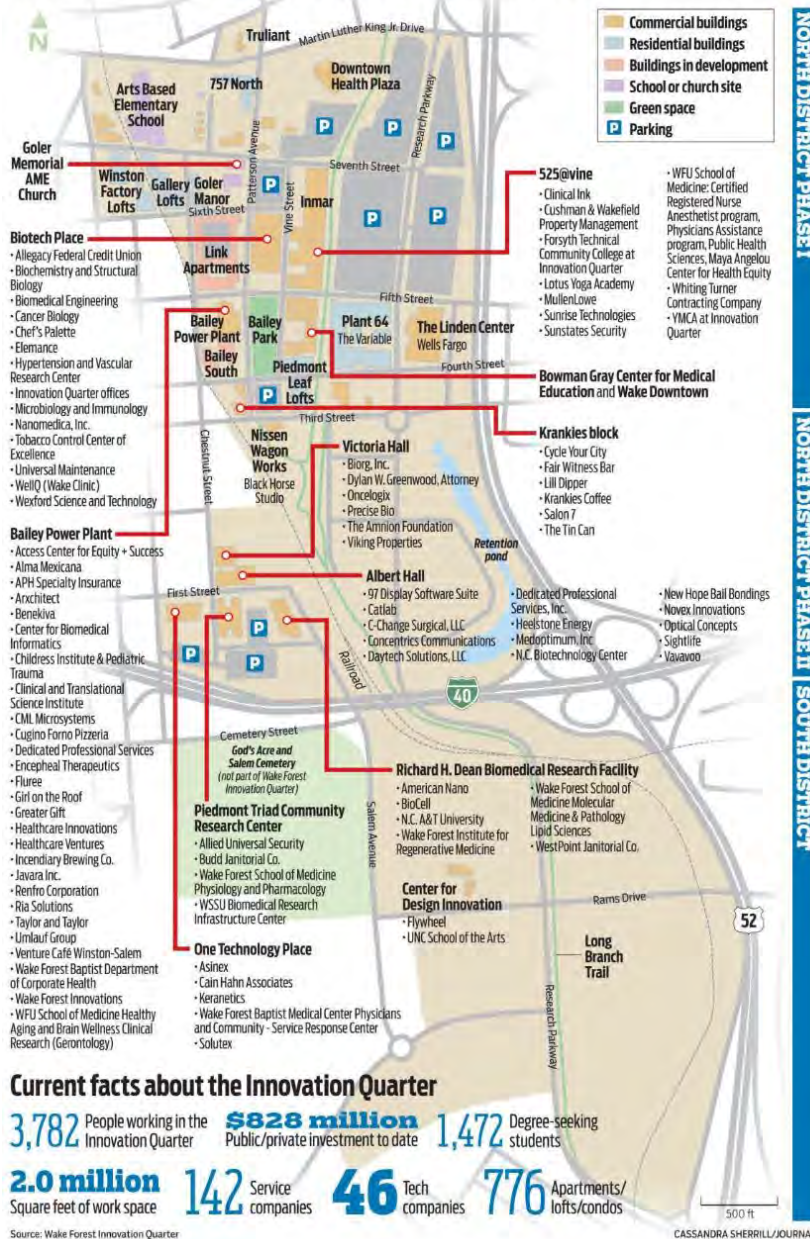 N
Truliant
Martin Luther King Jr. Drive
Commercial buildings
Residential buildings
Buildings in development
School or church site
Green space
P Parking
NORTH DISTRICT PHASE I
Arts Based
Elementary
School
757 North
Downtown
Health Plaza
Research Parkway
Patterson Avenue
P
P
P
Goler
Memorial
AME
Church
Winston
Factory
Lofts
Gallery
Lofts
Goler
Manor
P
Seventh Street
Sixth Street
Vine Street
Inmar
P
P
525@vine
• Clinical Ink
• Cushman & Wakefield
Property Management
• Forsyth Technical
Community College at
Innovation Quarter
• Lotus Yoga Academy
• MullenLowe
• Sunrise Technologies
• Sunstates Security
• WFU School of
Medicine: Certified
Registered Nurse
Anesthetist program,
Physicians Assistance
program, Public Health
Sciences, Maya Angelou
Center for Health Equity
• Whiting Turner
Contracting Company
• YMCA at Innovation
Quarter
Biotech Place
• Allegacy Federal Credit Union
• Biochemistry and Structural
Biology
• Biomedical Engineering
• Cancer Biology
• Chef's Palette
• Elemance
• Hypertension and Vascular
Research Center
• Innovation Quarter offices
• Microbiology and Immunology
• Nanomedica, Inc.
• Tobacco Control Center of
Excellence
• Universal Maintenance
• WellQ (Wake Clinic)
• Wexford Science and Technology
Link
Apartments
Fifth Street
Bailey
Power Plant
Bailey
South
Bailey
Park
Plant 64
The Variable
The Linden Center
Wells Fargo
Fourth Street
Piedmont
Leaf
Lofts
P
Third Street
Bowman Gray Center for Medical
Education and Wake Downtown
NORTH DISTRICT PHASE II
Krankies block
• Cycle Your City
• Fair Witness Bar
• Lill Dipper
• Krankies Coffee
• Salon 7
• The Tin Can
Chestnut Street
Nissen
Wagon
Works
Black Horse
Studio
Victoria Hall
• Biorg, Inc.
• Dylan W. Greenwood, Attorney
• Oncelogix
• Precise Bio
• The Amnion Foundation
• Viking Properties
Retention
pond
Bailey Power Plant
• Access Center for Equity + Success
• Alma Mexicana
• APH Specialty Insurance
• Arxchitect
• Benekiva
• Center for Biomedical
Informatics
• Childress Institute & Pediatric
Trauma
• Clinical and Translational
Science Institute
• CML Microsystems
• Cugino Forno Pizzeria
• Dedicated Professional Services
• Encepheal Therapeutics
• Fluree
• Girl on the Roof
• Greater Gift
• Healthcare Innovations
• Healthcare Ventures
• Incendiary Brewing Co.
• Javara Inc.
• Renfro Corporation
• Ria Solutions
• Taylor and Taylor
• Umlauf Group
• Venture Café Winston-Salem
• Wake Forest Baptist Department
of Corporate Health
• Wake Forest Innovations
• WFU School of Medicine Healthy
Aging and Brain Wellness Clinical
Research (Gerontology)
Albert Hall
• 97 Display Software Suite
• Catlab
• C-Change Surgical, LLC
• Concentrics Communications
• Daytech Solutions, LLC
• Dedicated Professional
Services, Inc.
• Heelstone Energy
• Medoptimum, Inc
• N.C. Biotechnology Center
• New Hope Bail Bondings
• Novex Innovations
• Optical Concepts
• Sightlife
• Vavavoo
First Street
P
P
P
Railroad
40
SOUTH DISTRICT
Cemetery Street
God's Acre and
Salem Cemetery
(not part of Wake Forest
Innovation Quarter)
Salem Avenue
Richard H. Dean Biomedical Research Facility
• American Nano
• BioCell
• N.C. A&T University
• Wake Forest Institute for
Regenerative Medicine
• Wake Forest School of
Medicine Molecular
Medicine & Pathology
Lipid Sciences
• WestPoint Janitorial Co.
Piedmont Triad Community
Research Center
• Allied Universal Security
• Budd Janitorial Co.
• Wake Forest School of Medicine
Physiology and Pharmacology
• WSSU Biomedical Research
Infrastructure Center
Center for
Design Innovation
• Flywheel
• UNC School of the Arts
Rams Drive
52
Long
Branch
Trail
Research Parkway
One Technology Place
• Asinex
• Cain Hahn Associates
• Keranetics
• Wake Forest Baptist Medical Center Physicians
and Community - Service Response Center
• Solutex
Current facts about the Innovation Quarter
3,782 People working in the
Innovation Quarter
$828 million
Public/private investment to date
1,472 Degree-seeking
students
2.0 million
Square feet of work space
142 Service
companies
46 Tech
companies
776 Apartments/
lofts/condos
500 ft
Source: Wake Forest Innovation Quarter
CASSANDRA SHERRILL/JOURNA